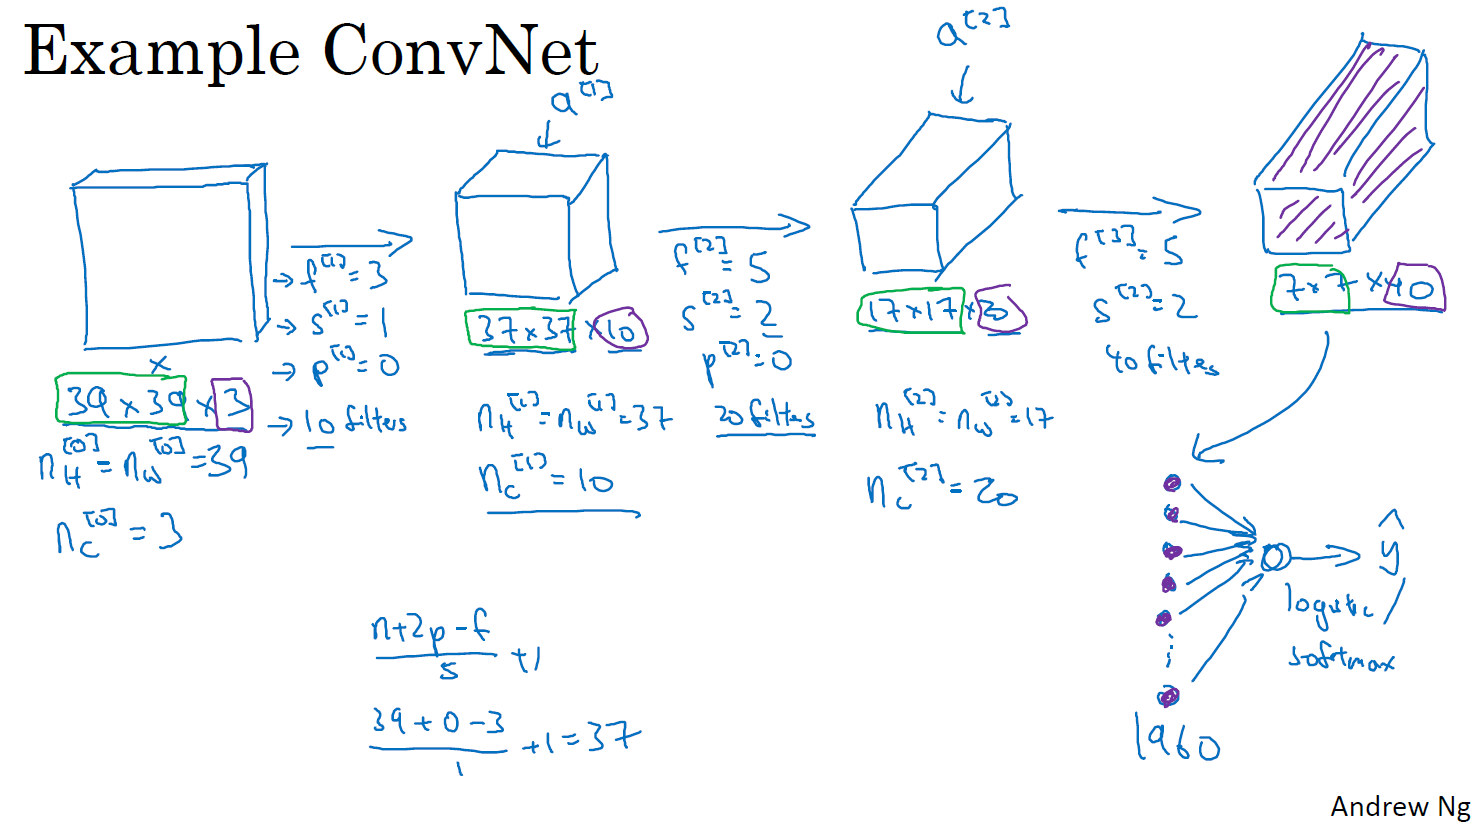 Example ConvNet
a[1]
39 x 39 x 3
n_H[0] = n_W[0] = 39
n_C[0] = 3
→ f[1] = 3
→ s[1] = 1
→ p[1] = 0
→ 10 filters
37 x 37 x 10
n_H[1] = n_W[1] = 37
n_C[1] = 10
f[2] = 5
s[2] = 2
p[2] = 0
20 filters
a[2]
17 x 17 x 20
n_H[2] = n_W[2] = 17
n_C[2] = 20
f[3] = 5
s[2] = 2
40 filters
7 x 7 x 40
1960
ŷ
logistic /
softmax
n+2p-f
s
+1
39 + 0 - 3
1
+1 = 37
Andrew Ng